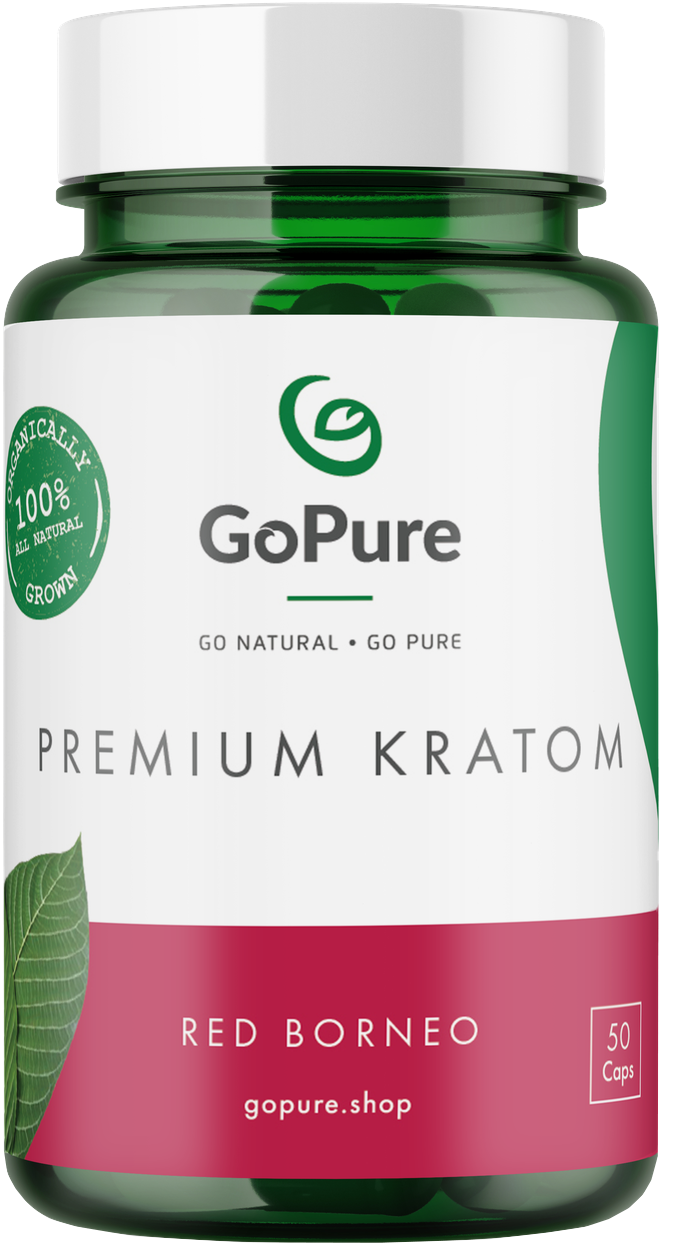 ORGANICALLY
100%
ALL NATURAL
GROWN
GoPure
GO NATURAL • GO PURE
PREMIUM KRATOM
RED BORNEO
50
Caps
gopure.shop